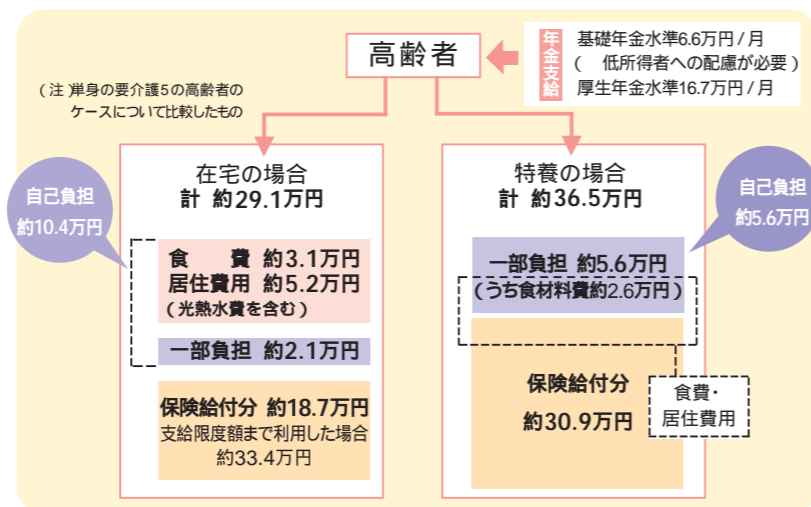 高齢者
年金支給
基礎年金水準6.6万円/月
( 低所得者への配慮が必要)
厚生年金水準16.7万円/月
(注)単身の要介護5の高齢者の
ケースについて比較したもの
自己負担
約10.4万円
在宅の場合
計 約29.1万円
食 費 約3.1万円
居住費用 約5.2万円
(光熱水費を含む)
一部負担 約2.1万円
保険給付分 約18.7万円
支給限度額まで利用した場合
約33.4万円
特養の場合
計 約36.5万円
自己負担
約5.6万円
一部負担 約5.6万円
(うち食材料費約2.6万円)
保険給付分
約30.9万円
食費・
居住費用